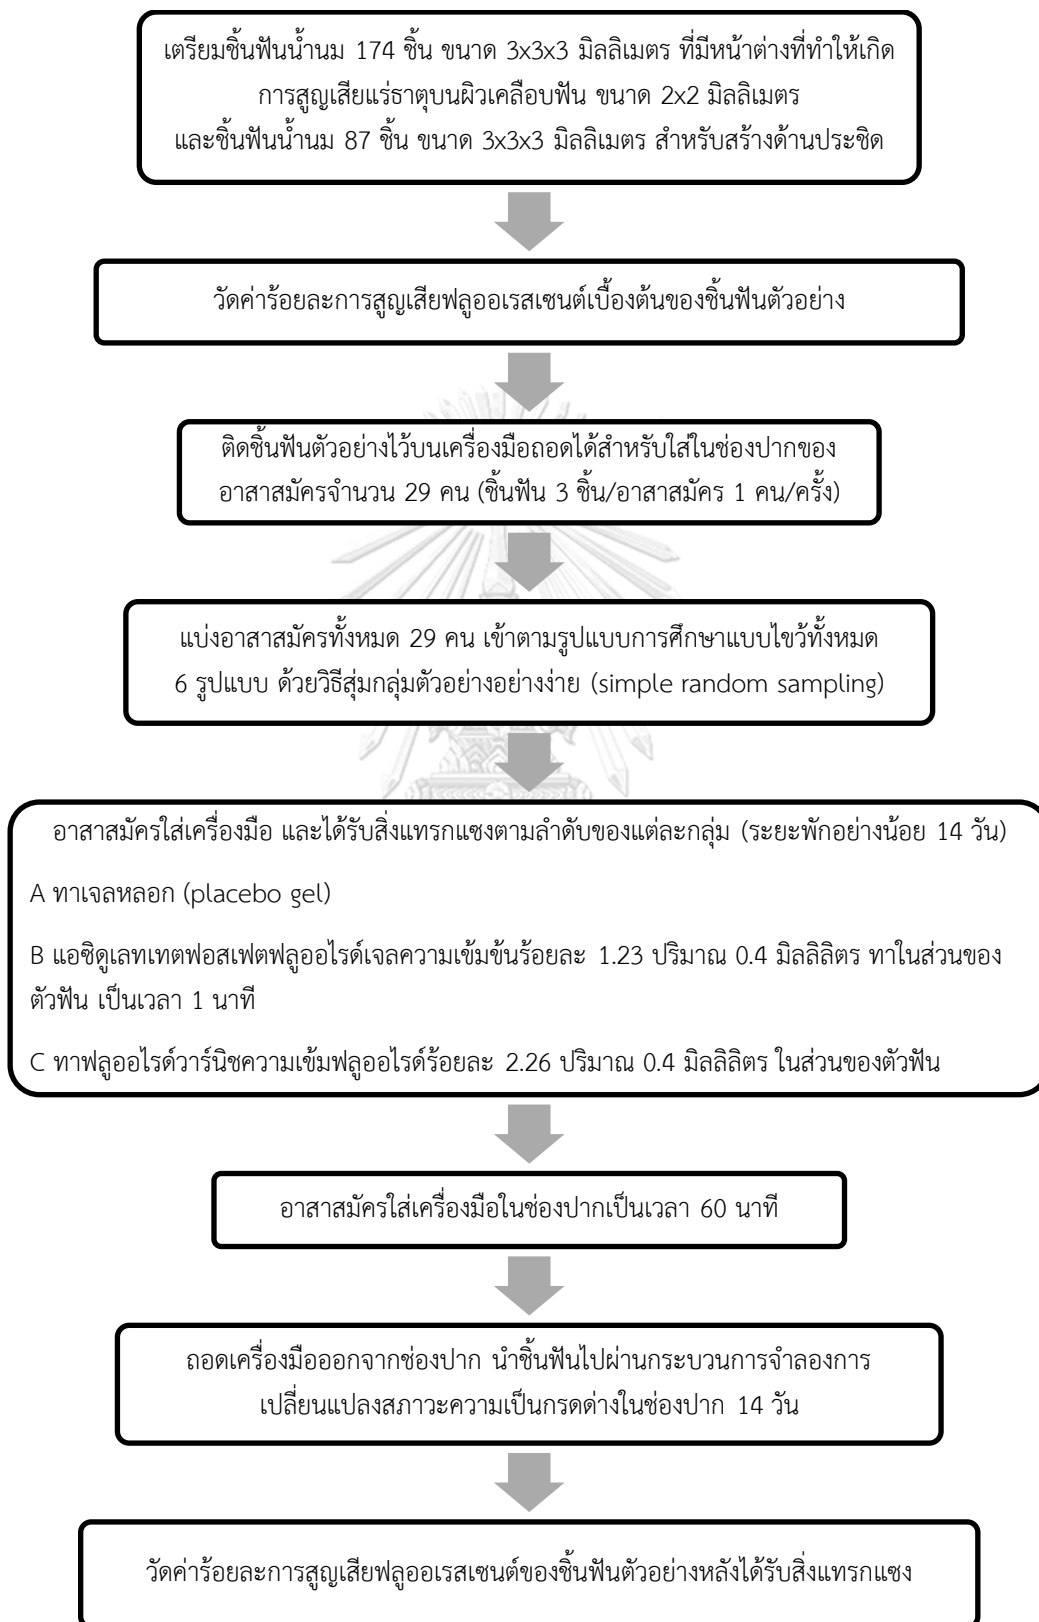 เตรียมชิ้นฟันน้ำนม 174 ชิ้น ขนาด 3x3x3 มิลลิเมตร ที่มีหน้าต่างที่ทำให้เกิด
การสูญเสียแร่ธาตุบนผิวเคลือบฟัน ขนาด 2x2 มิลลิเมตร
และชิ้นฟันน้ำนม 87 ชิ้น ขนาด 3x3x3 มิลลิเมตร สำหรับสร้างด้านประชิด
วัดค่าร้อยละการสูญเสียฟลูออเรสเซนต์เบื้องต้นของชิ้นฟันตัวอย่าง
ติดชิ้นฟันตัวอย่างไว้บนเครื่องมือถอดได้สำหรับใส่ในช่องปากของ
อาสาสมัครจำนวน 29 คน (ชิ้นฟัน 3 ชิ้น/อาสาสมัคร 1 คน/ครั้ง)
แบ่งอาสาสมัครทั้งหมด 29 คน เข้าตามรูปแบบการศึกษาแบบไขว้ทั้งหมด
6 รูปแบบ ด้วยวิธีสุ่มกลุ่มตัวอย่างอย่างง่าย (simple random sampling)
อาสาสมัครใส่เครื่องมือ และได้รับสิ่งแทรกแซงตามลำดับของแต่ละกลุ่ม (ระยะพักอย่างน้อย 14 วัน)
A ทาเจลหลอก (placebo gel)
B แอซิดูเลทเทตฟอสเฟตฟลูออไรด์เจลความเข้มข้นร้อยละ 1.23 ปริมาณ 0.4 มิลลิลิตร ทาในส่วนของ
ตัวฟัน เป็นเวลา 1 นาที
C ทาฟลูออไรด์วาร์นิชความเข้มฟลูออไรด์ร้อยละ 2.26 ปริมาณ 0.4 มิลลิลิตร ในส่วนของตัวฟัน
อาสาสมัครใส่เครื่องมือในช่องปากเป็นเวลา 60 นาที
ถอดเครื่องมือออกจากช่องปาก นำชิ้นฟันไปผ่านกระบวนการจำลองการ
เปลี่ยนแปลงสภาวะความเป็นกรดด่างในช่องปาก 14 วัน
วัดค่าร้อยละการสูญเสียฟลูออเรสเซนต์ของชิ้นฟันตัวอย่างหลังได้รับสิ่งแทรกแซง